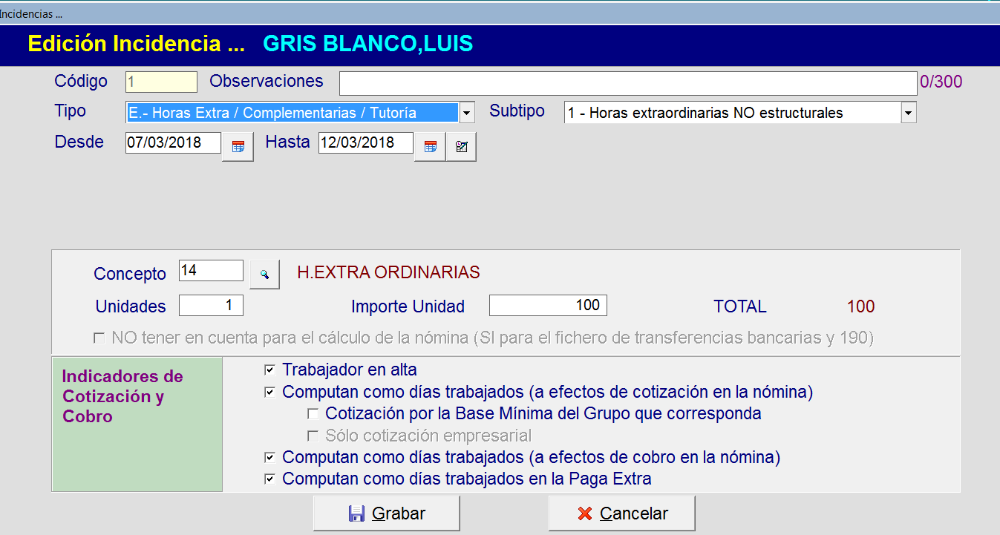 Incidencias ...
Edición Incidencia ... GRIS BLANCO,LUIS
Código 1 Observaciones 0/300
Tipo E.- Horas Extra / Complementarias / Tutoría Subtipo 1 - Horas extraordinarias NO estructurales
Desde 07/03/2018 Hasta 12/03/2018
Concepto 14 H.EXTRA ORDINARIAS
Unidades 1 Importe Unidad 100 TOTAL 100
NO tener en cuenta para el cálculo de la nómina (SI para el fichero de transferencias bancarias y 190)
Indicadores de
Cotización y
Cobro
Trabajador en alta
Computan como días trabajados (a efectos de cotización en la nómina)
Cotización por la Base Mínima del Grupo que corresponda
Sólo cotización empresarial
Computan como días trabajados (a efectos de cobro en la nómina)
Computan como días trabajados en la Paga Extra
Grabar Cancelar